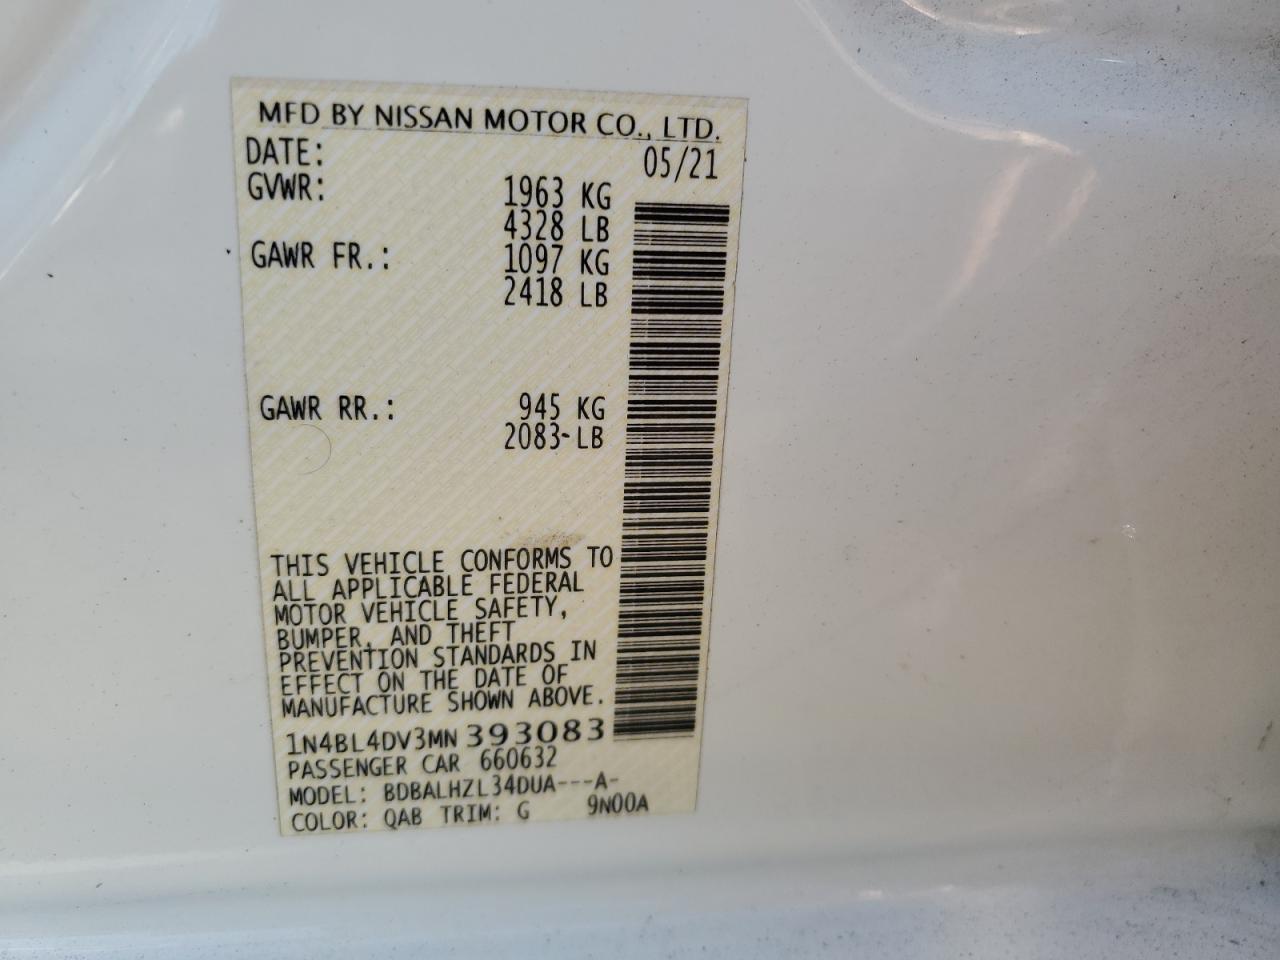 MFD BY NISSAN MOTOR CO., LTD.
DATE: 05/21
GVWR: 1963 KG
4328 LB
GAWR FR.: 1097 KG
2418 LB
GAWR RR.: 945 KG
2083-LB
THIS VEHICLE CONFORMS TO
ALL APPLICABLE FEDERAL
MOTOR VEHICLE SAFETY,
BUMPER, AND THEFT
PREVENTION STANDARDS IN
EFFECT ON THE DATE OF
MANUFACTURE SHOWN ABOVE.
1N4BL4DV3MN393083
PASSENGER CAR 660632
MODEL: BDBALHZL34DUA---A-
COLOR: QAB TRIM: G 9N00A